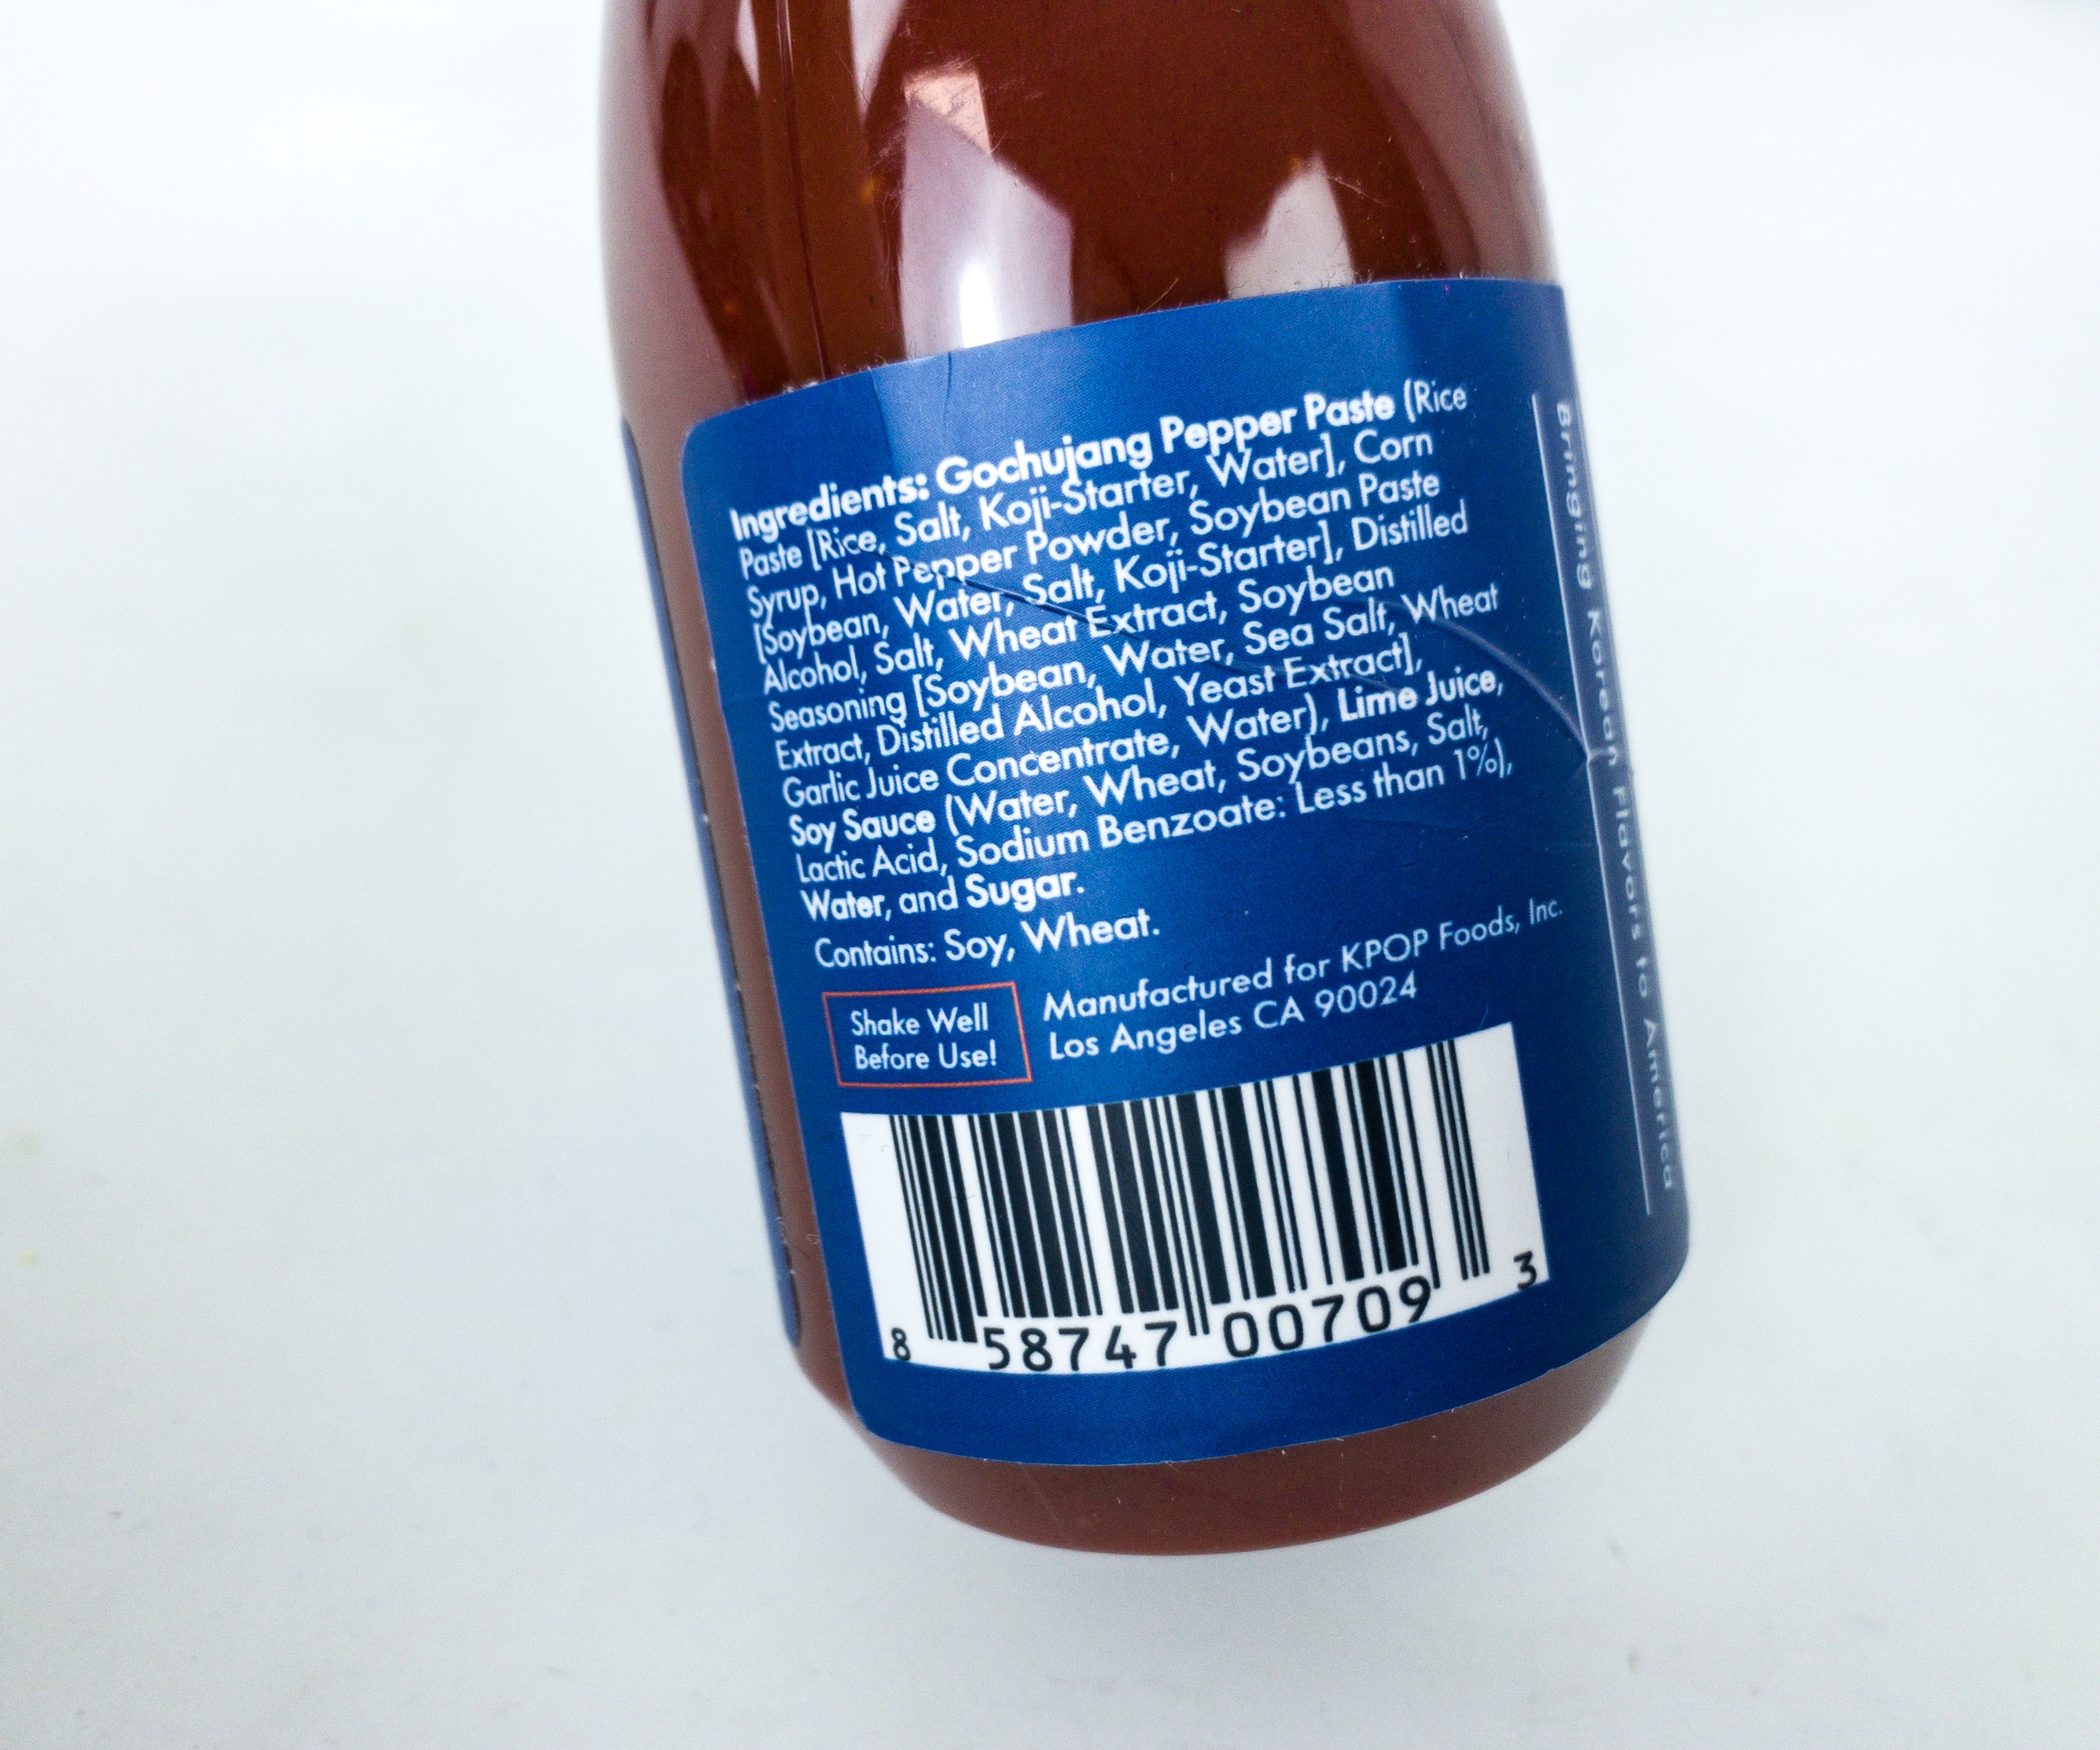 Ingredients: Gochujang Pepper Paste (Rice
Paste [Rice, Salt, Koji-Starter, Water], Corn
Syrup, Hot Pepper Powder, Soybean Paste
[Soybean, Water, Salt, Koji-Starter], Distilled
Alcohol, Salt, Wheat Extract, Soybean
Seasoning [Soybean, Water, Sea Salt, Wheat
Extract, Distilled Alcohol, Yeast Extract],
Garlic Juice Concentrate, Water), Lime Juice,
Soy Sauce (Water, Wheat, Soybeans, Salt,
Lactic Acid, Sodium Benzoate: Less than 1%),
Water, and Sugar.
Contains: Soy, Wheat.
Shake Well
Before Use!
Manufactured for KPOP Foods, Inc.
Los Angeles CA 90024
8 58747 00709 3
Bringing Korean Flavors to America